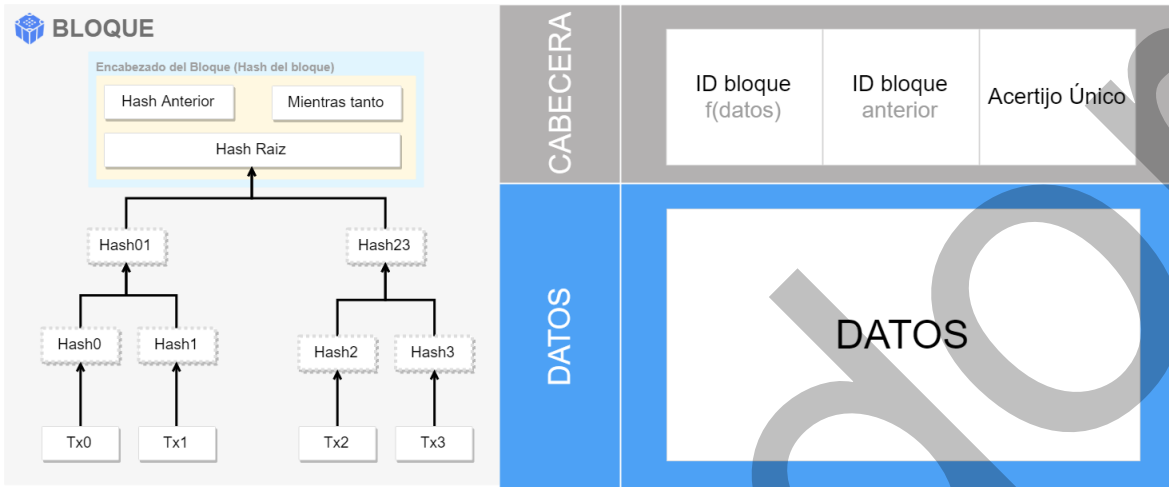 BLOQUE
Encabezado del Bloque (Hash del bloque)
Hash Anterior
Mientras tanto
Hash Raiz
Hash01
Hash23
Hash0
Hash1
Hash2
Hash3
Tx0
Tx1
Tx2
Tx3
CABECERA
ID bloque
f(datos)
ID bloque
anterior
Acertijo Único
DATOS
DATOS